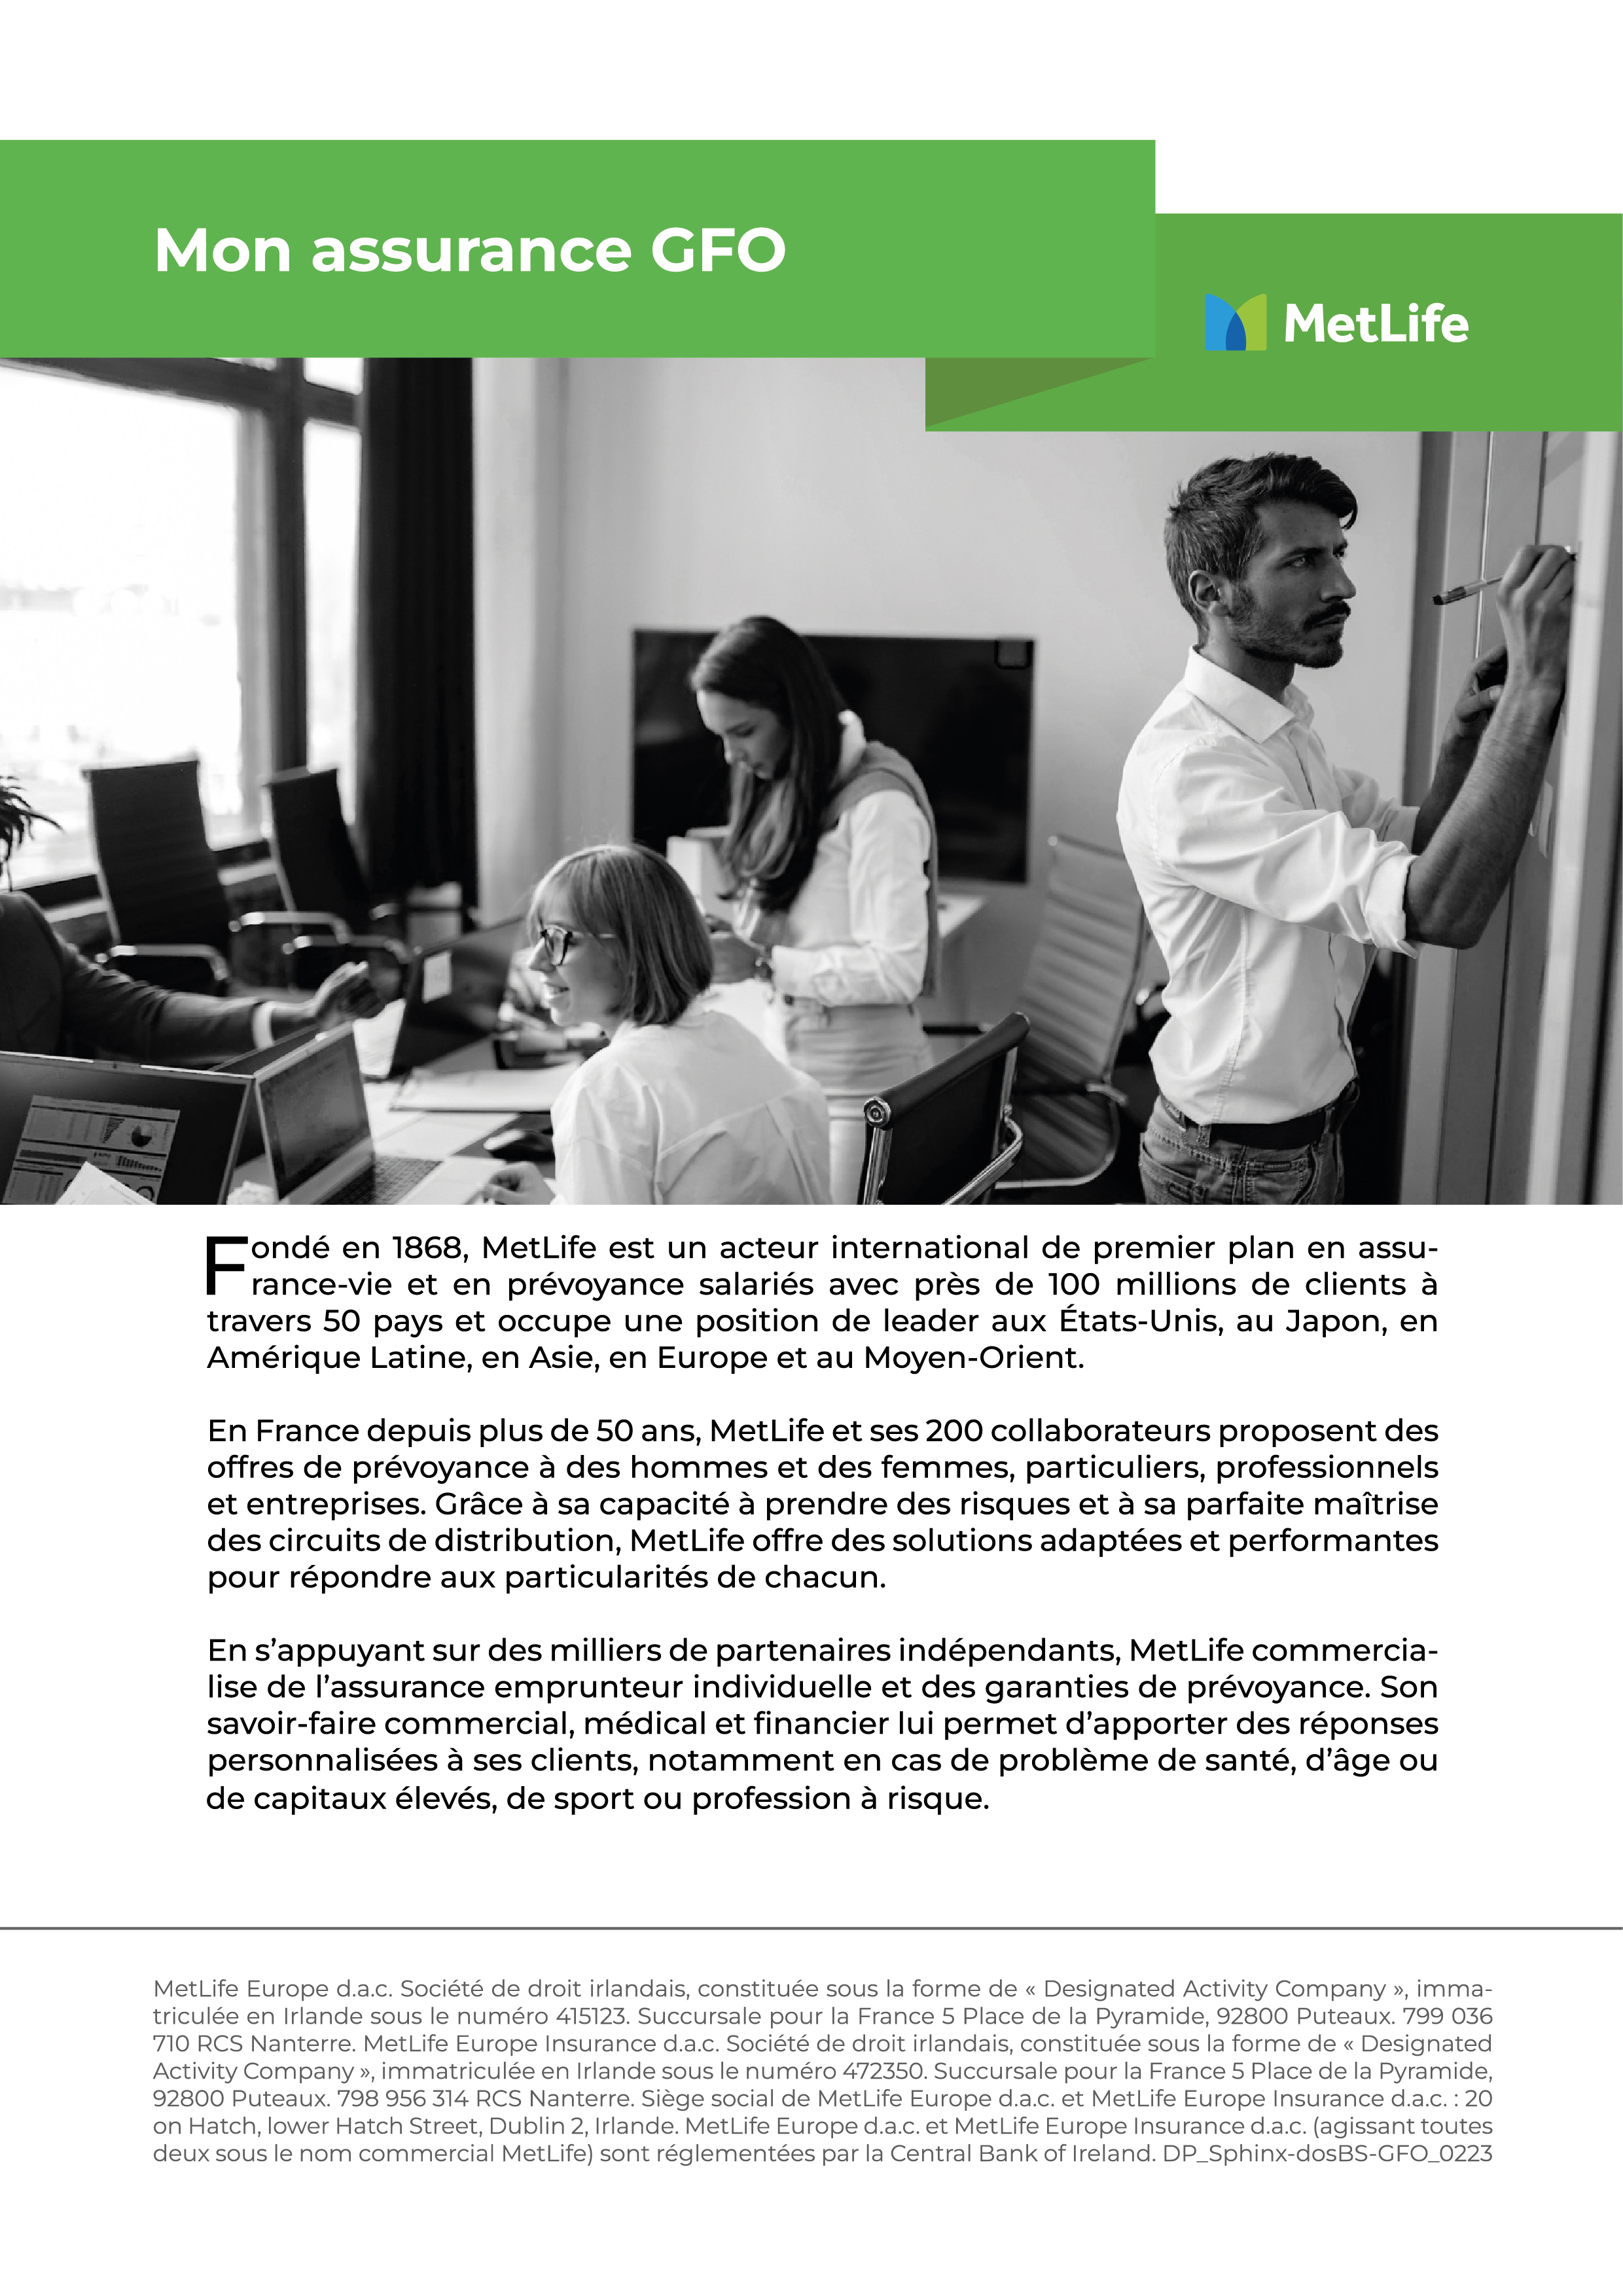 Mon assurance GFO
MetLife
Fondé en 1868, MetLife est un acteur international de premier plan en assu-
rance-vie et en prévoyance salariés avec près de 100 millions de clients à
travers 50 pays et occupe une position de leader aux États-Unis, au Japon, en
Amérique Latine, en Asie, en Europe et au Moyen-Orient.
En France depuis plus de 50 ans, MetLife et ses 200 collaborateurs proposent des
offres de prévoyance à des hommes et des femmes, particuliers, professionnels
et entreprises. Grâce à sa capacité à prendre des risques et à sa parfaite maîtrise
des circuits de distribution, MetLife offre des solutions adaptées et performantes
pour répondre aux particularités de chacun.
En s’appuyant sur des milliers de partenaires indépendants, MetLife commercia-
lise de l’assurance emprunteur individuelle et des garanties de prévoyance. Son
savoir-faire commercial, médical et financier lui permet d’apporter des réponses
personnalisées à ses clients, notamment en cas de problème de santé, d’âge ou
de capitaux élevés, de sport ou profession à risque.
MetLife Europe d.a.c. Société de droit irlandais, constituée sous la forme de « Designated Activity Company », imma-
triculée en Irlande sous le numéro 415123. Succursale pour la France 5 Place de la Pyramide, 92800 Puteaux. 799 036
710 RCS Nanterre. MetLife Europe Insurance d.a.c. Société de droit irlandais, constituée sous la forme de « Designated
Activity Company », immatriculée en Irlande sous le numéro 472350. Succursale pour la France 5 Place de la Pyramide,
92800 Puteaux. 798 956 314 RCS Nanterre. Siège social de MetLife Europe d.a.c. et MetLife Europe Insurance d.a.c. : 20
on Hatch, lower Hatch Street, Dublin 2, Irlande. MetLife Europe d.a.c. et MetLife Europe Insurance d.a.c. (agissant toutes
deux sous le nom commercial MetLife) sont réglementées par la Central Bank of Ireland. DP_Sphinx-dosBS-GFO_0223